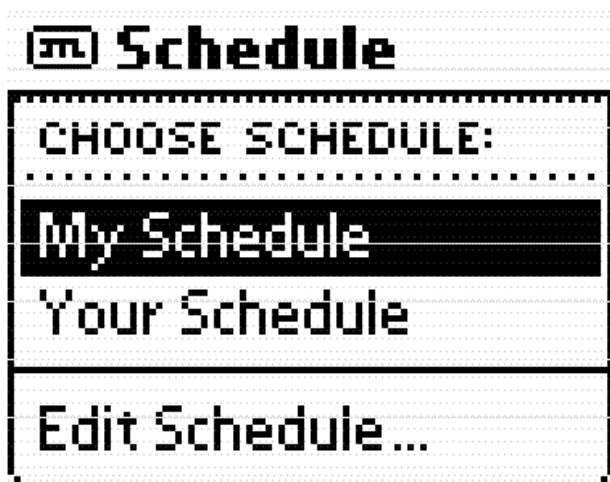 Schedule
CHOOSE SCHEDULE:
My Schedule
Your Schedule
Edit Schedule...